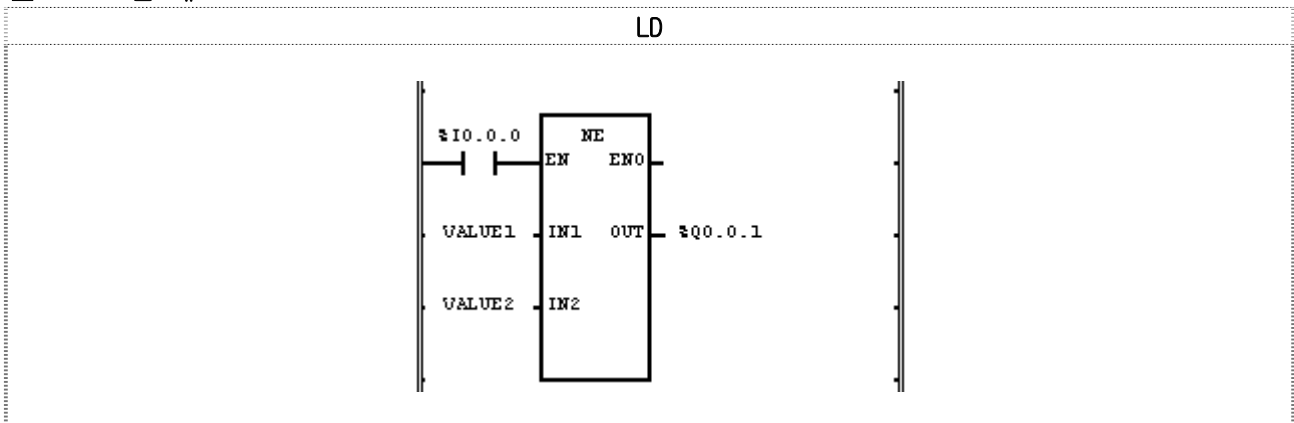 LD
%I0.0.0
NE
EN ENO
VALUE1 IN1 OUT %Q0.0.1
VALUE2 IN2